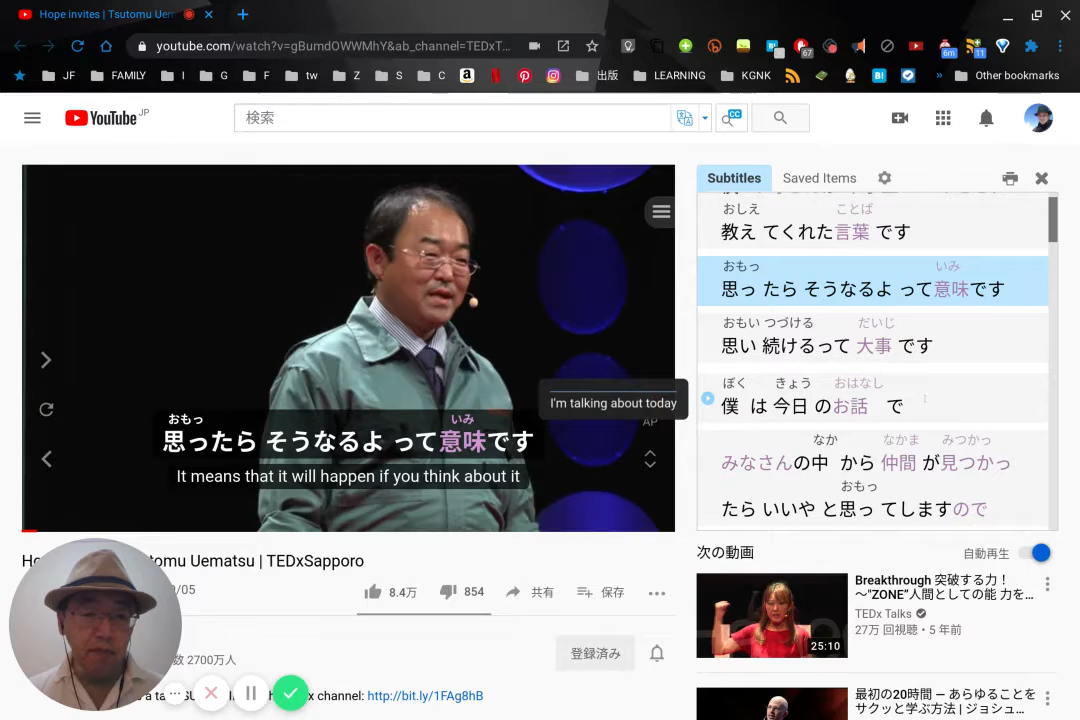 Hope invites | Tsutomu Uem
youtube.com/watch?v=gBumdOWWMhY&ab_channel=TEDxT...
67
6m
11
JF
FAMILY
I
G
F
tw
Z
S
C
a
出版
LEARNING
KGNK
B!
»
Other bookmarks
YouTube JP
検索
CC
Subtitles
Saved Items
おしえ ことば
教え てくれた言葉 です
おもっ いみ
思っ たら そうなるよ って意味です
おもい つづける だいじ
思い 続けるって 大事 です
ぼく きょう おはなし
僕 は 今日 のお話 で
なか なかま みつかっ
みなさんの中 から 仲間 が見つかっ
おもっ
たら いいや と思っ てしますので
I'm talking about today
AP
おもっ いみ
思ったら そうなるよ って意味です
It means that it will happen if you think about it
tomu Uematsu | TEDxSapporo
/05
8.4万
854
共有
保存
数 2700万人
登録済み
channel: http://bit.ly/1FAg8hB
次の動画
自動再生
Breakthrough 突破する力！
〜"ZONE”人間としての能 力を...
TEDx Talks
27万 回視聴・5 年前
25:10
最初の20時間 — あらゆることを
サクッと学ぶ方法 | ジョシュ...